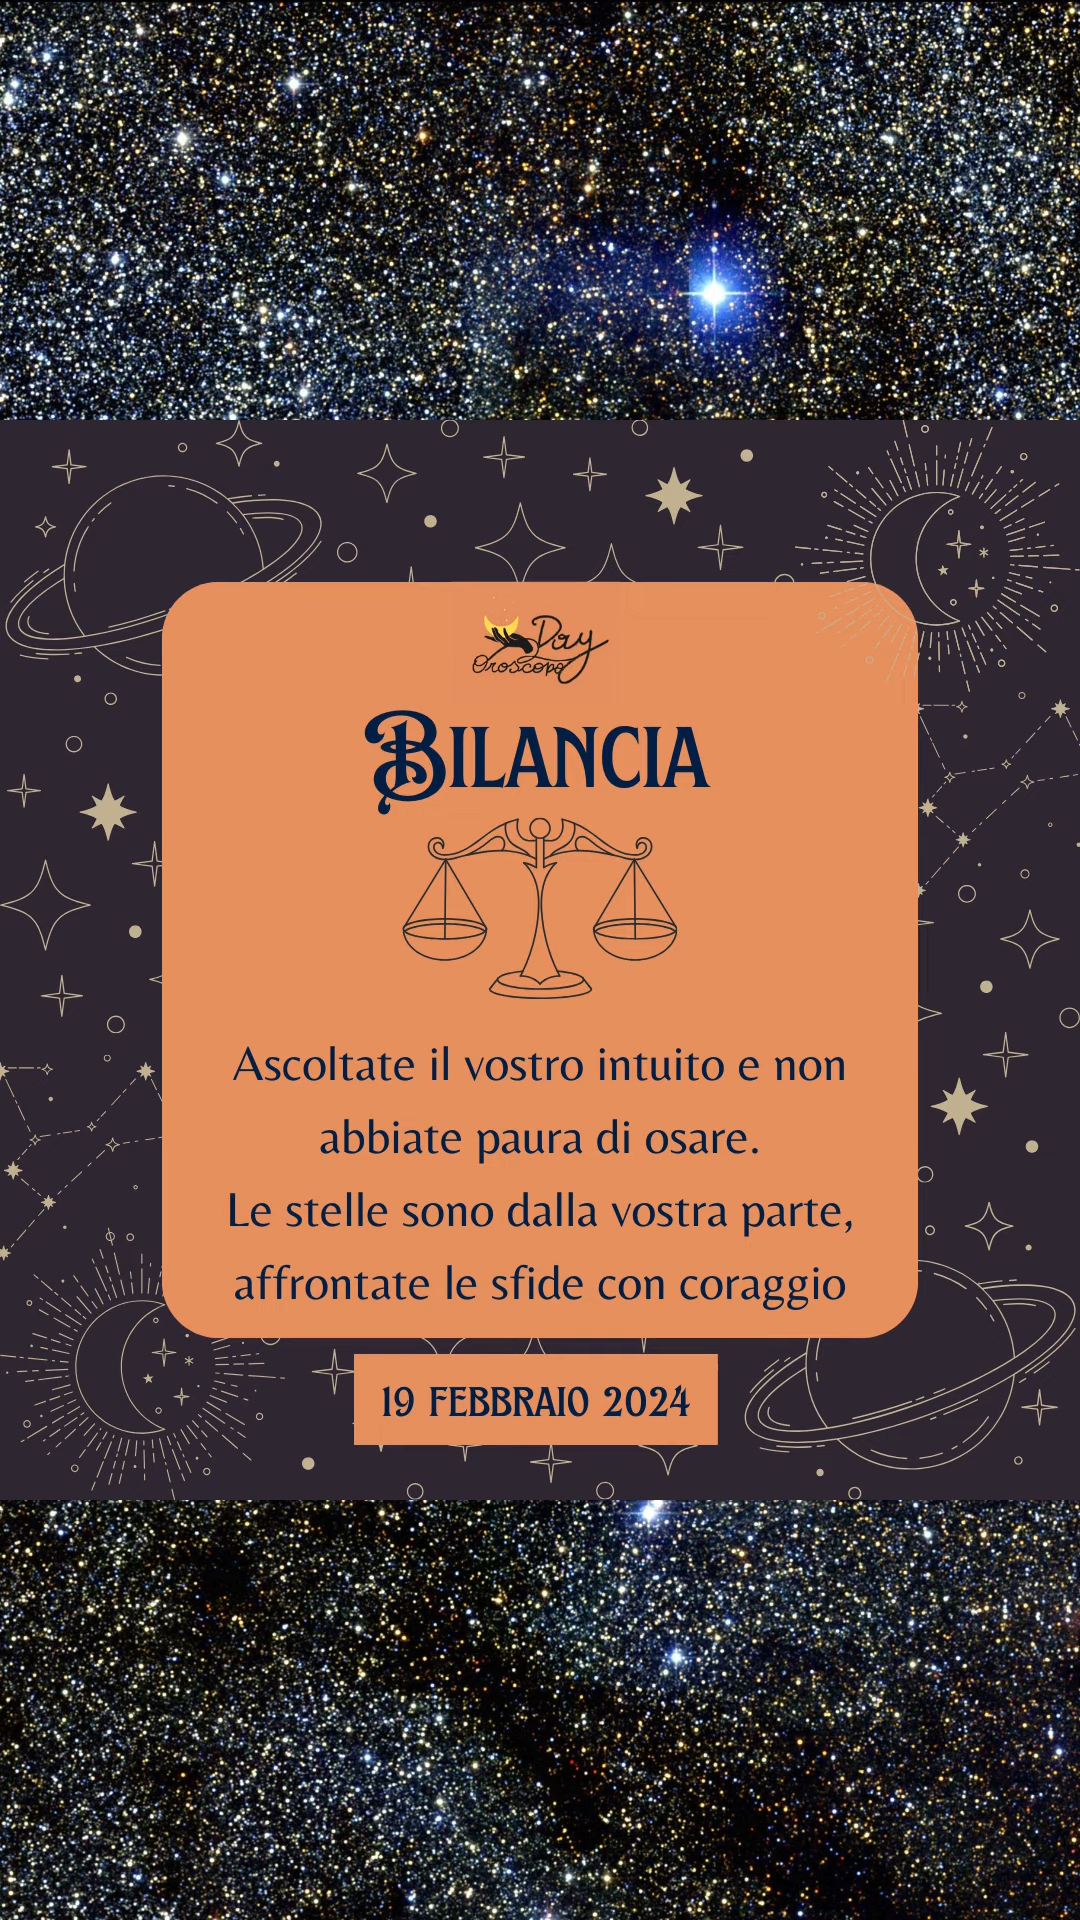 Day
Oroscopo
Bilancia
Ascoltate il vostro intuito e non
abbiate paura di osare.
Le stelle sono dalla vostra parte,
affrontate le sfide con coraggio
19 FEBBRAIO 2024